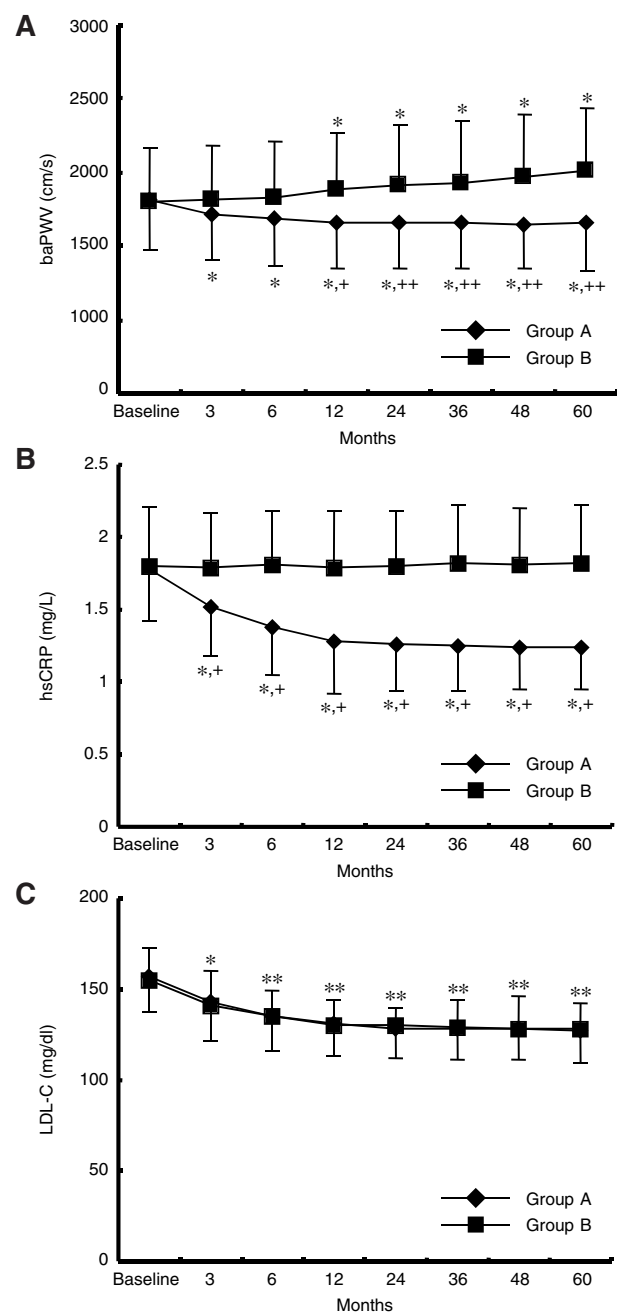 A
3000
2500
2000
1500
1000
0
baPWV (cm/s)
* * * * *
* * *,+ *,++ *,++ *,++ *,++
Group A
Group B
Baseline 3 6 12 24 36 48 60
Months
B
2.5
2
1.5
1
0.5
0
hsCRP (mg/L)
*,+ *,+ *,+ *,+ *,+ *,+ *,+
Group A
Group B
Baseline 3 6 12 24 36 48 60
Months
C
200
150
100
50
0
LDL-C (mg/dl)
* ** ** ** ** ** **
Group A
Group B
Baseline 3 6 12 24 36 48 60
Months